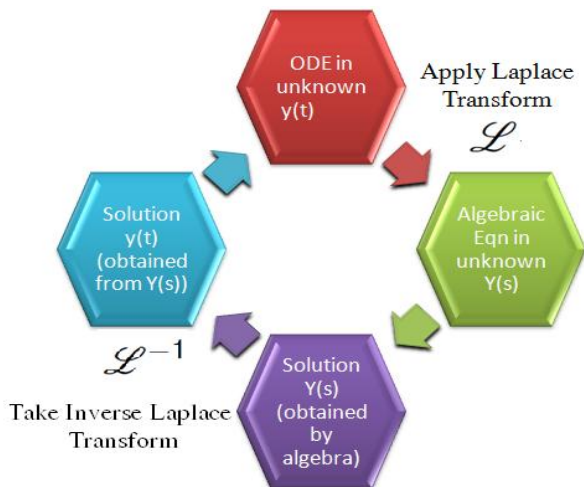 ODE in
unknown
y(t)
Apply Laplace
Transform
ℒ
Algebraic
Eqn in
unknown
Y(s)
Solution
Y(s)
(obtained
by
algebra)
Take Inverse Laplace
Transform
ℒ⁻¹
Solution
y(t)
(obtained
from Y(s))